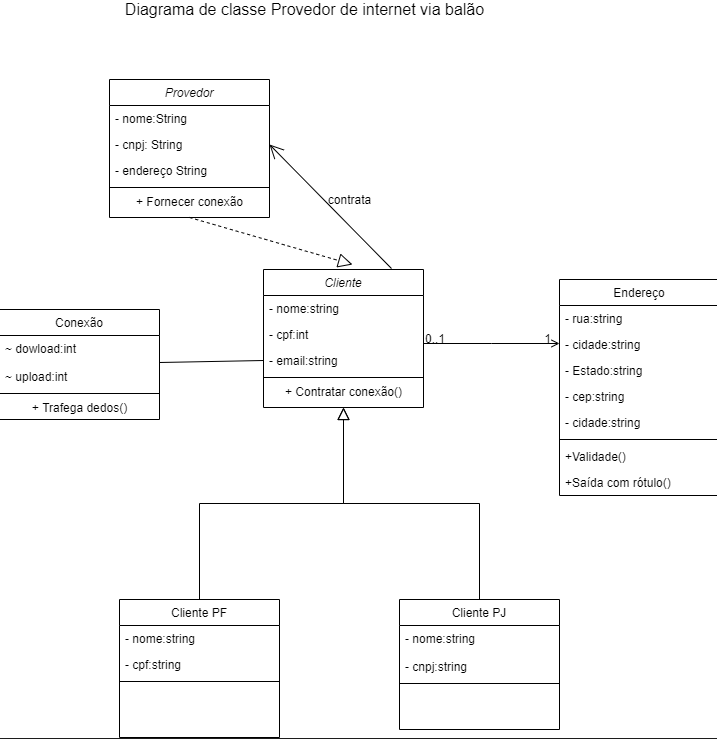 Diagrama de classe Provedor de internet via balão
Provedor
- nome:String
- cnpj: String
- endereço String
+ Fornecer conexão
contrata
Cliente
- nome:string
- cpf:int
- email:string
+ Contratar conexão()
Conexão
~ dowload:int
~ upload:int
+ Trafega dedos()
0..1
1
Endereço
- rua:string
- cidade:string
- Estado:string
- cep:string
- cidade:string
+Validade()
+Saída com rótulo()
Cliente PF
- nome:string
- cpf:string
Cliente PJ
- nome:string
- cnpj:string